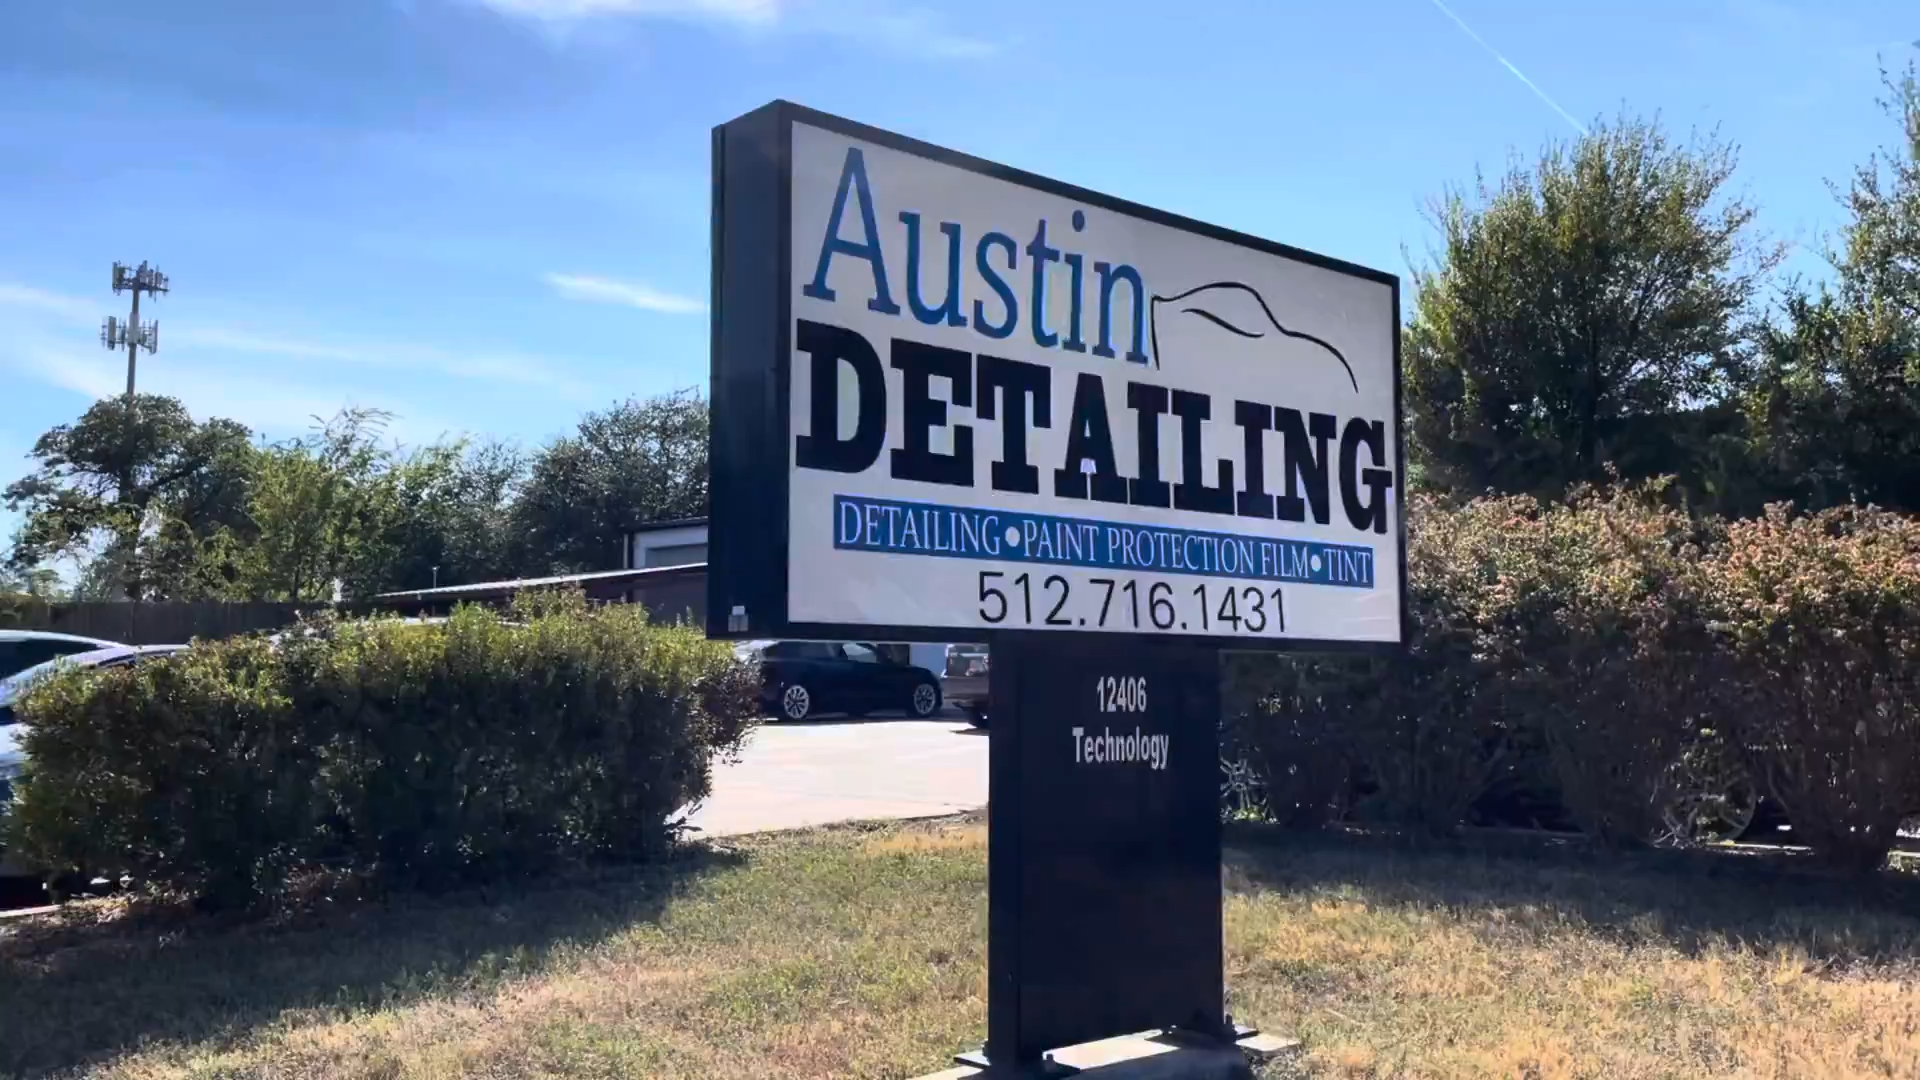 Austin
DETAILING
DETAILING•PAINT PROTECTION FILM•TINT
512.716.1431
12406
Technology